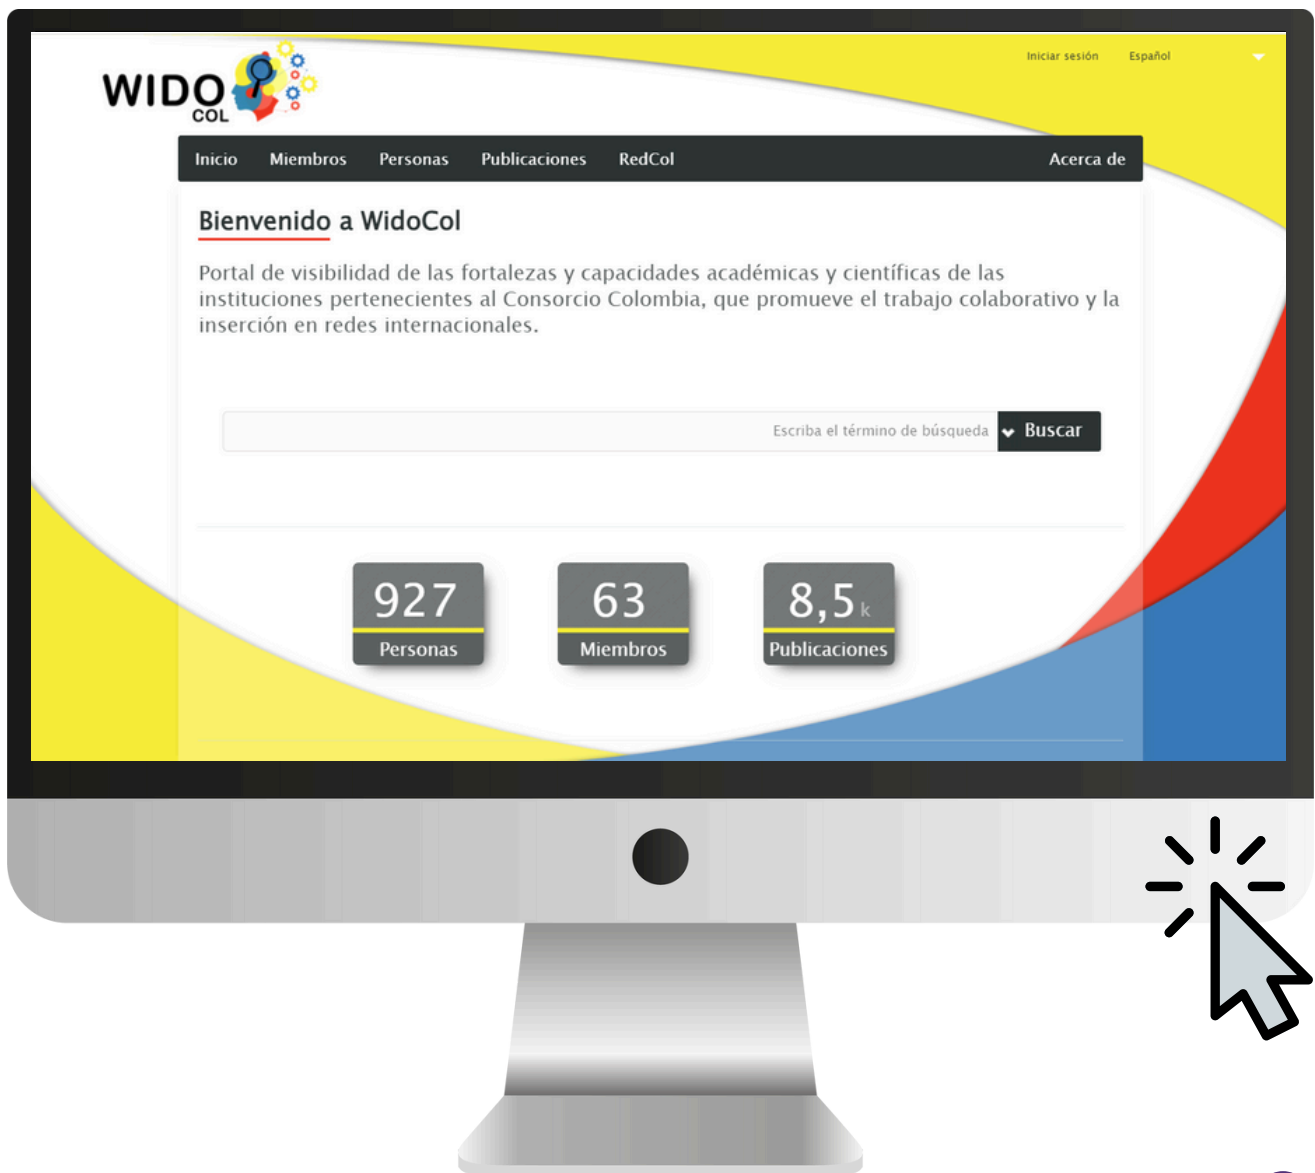 WIDO
COL
Iniciar sesión Español
Inicio Miembros Personas Publicaciones RedCol Acerca de
Bienvenido a WidoCol
Portal de visibilidad de las fortalezas y capacidades académicas y científicas de las
instituciones pertenecientes al Consorcio Colombia, que promueve el trabajo colaborativo y la
inserción en redes internacionales.
Escriba el término de búsqueda Buscar
927 63 8,5 k
Personas Miembros Publicaciones